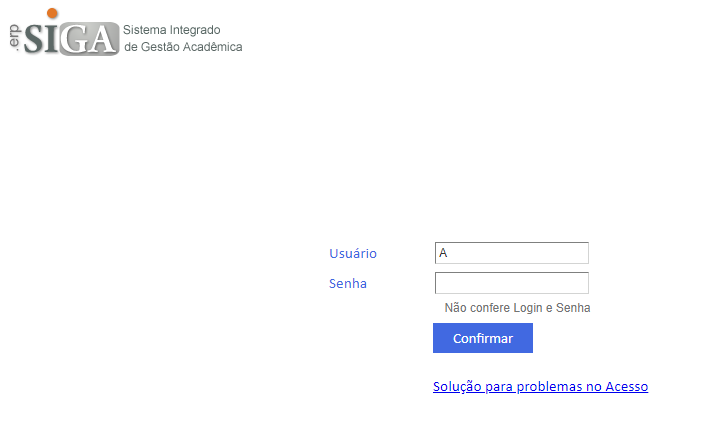 .erp
SIGA
Sistema Integrado
de Gestão Acadêmica
Usuário
A
Senha
Não confere Login e Senha
Confirmar
Solução para problemas no Acesso